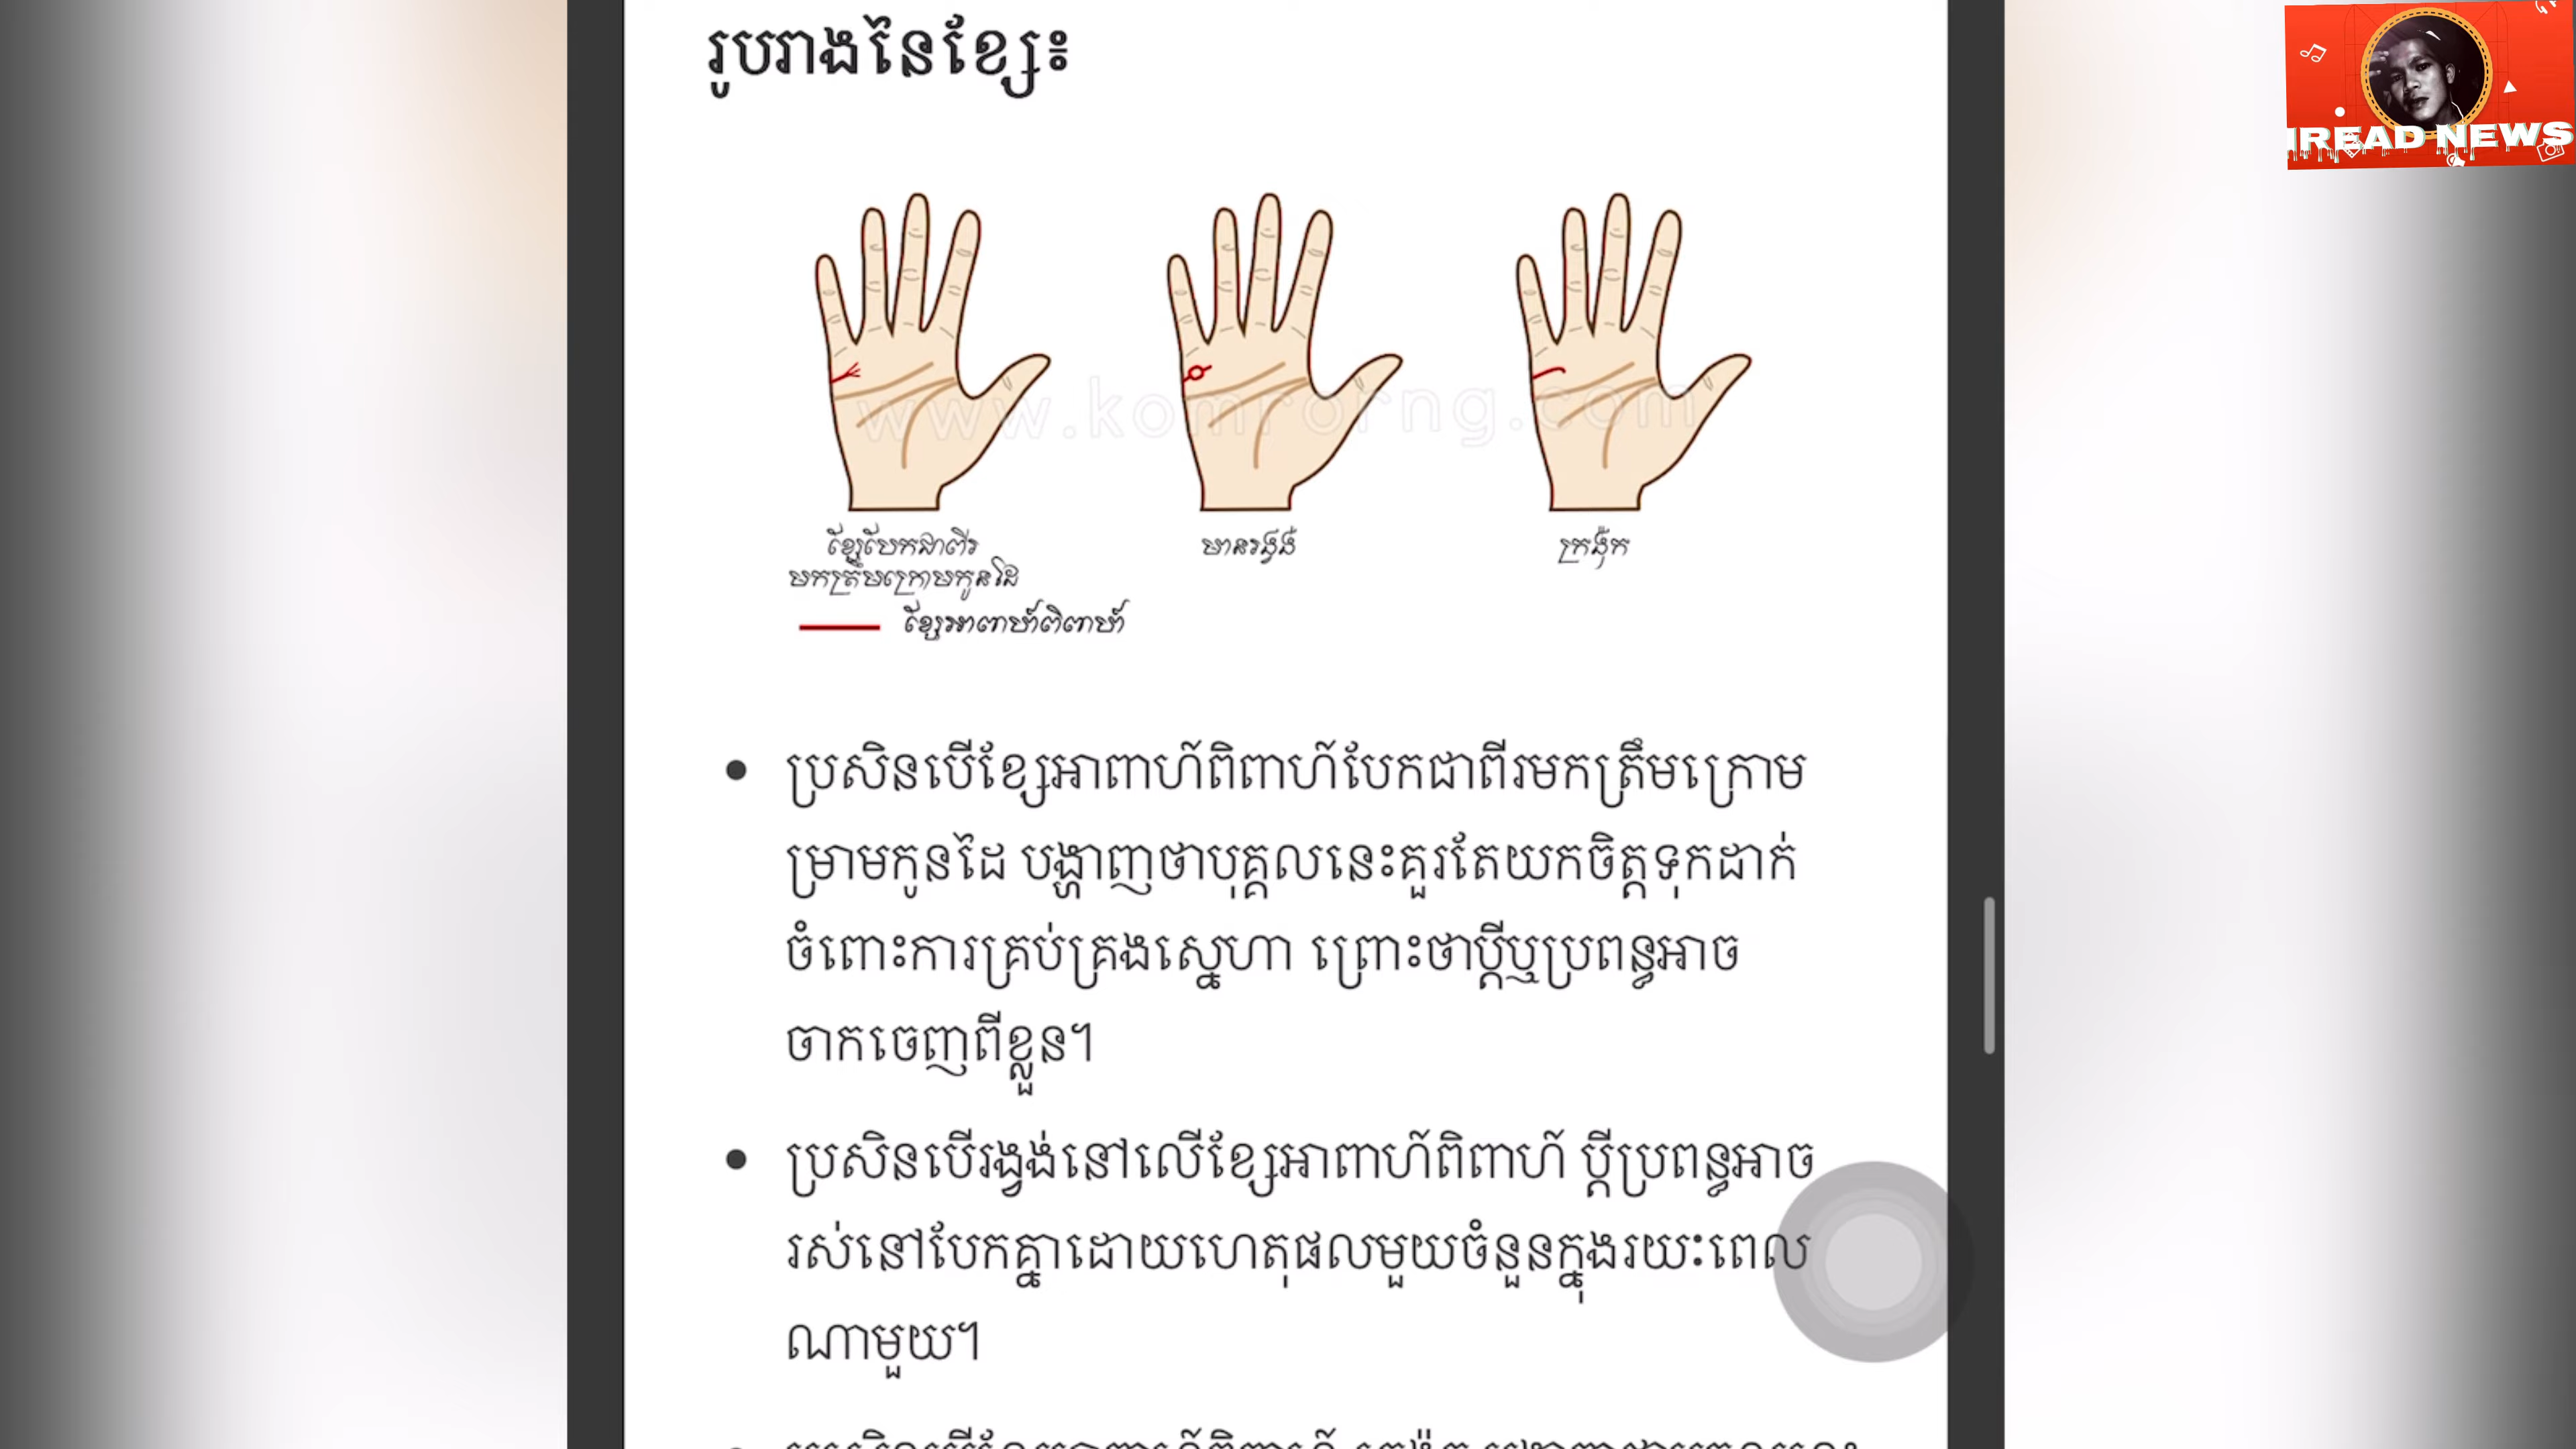 រូបរាងនៃខ្សែ៖
IREAD NEWS
www.komrorng.com
ខ្សែបែកជាពីរ
មកត្រឹមក្រោមកូនដៃ
មានរង្វង់
ក្រង៉ុក
ខ្សែអាពាហ៍ពិពាហ៍
ប្រសិនបើខ្សែអាពាហ៍ពិពាហ៍បែកជាពីរមកត្រឹមក្រោម
ម្រាមកូនដៃ បង្ហាញថាបុគ្គលនេះគួរតែយកចិត្តទុកដាក់
ចំពោះការគ្រប់គ្រងស្នេហា ព្រោះថាប្ដីឬប្រពន្ធអាច
ចាកចេញពីខ្លួន។
ប្រសិនបើរង្វង់នៅលើខ្សែអាពាហ៍ពិពាហ៍ ប្ដីប្រពន្ធអាច
រស់នៅបែកគ្នាដោយហេតុផលមួយចំនួនក្នុងរយៈពេល
ណាមួយ។